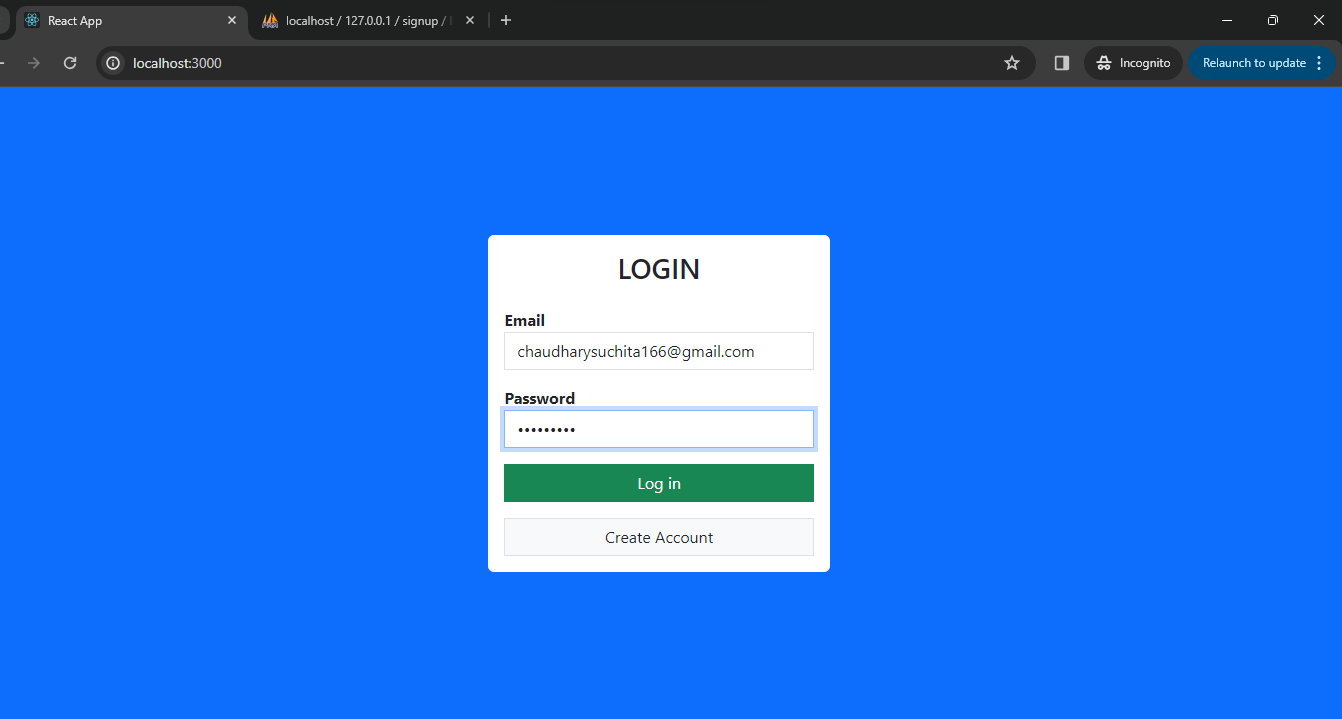 React App
localhost / 127.0.0.1 / signup /
localhost:3000
Incognito
Relaunch to update
LOGIN
Email
chaudharysuchita166@gmail.com
Password
•••••••••
Log in
Create Account